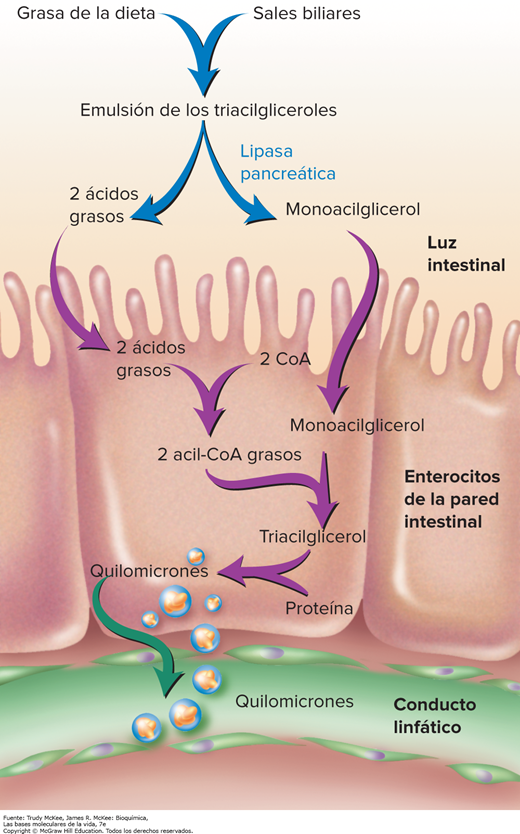 Grasa de la dieta
Sales biliares
Emulsión de los triacilgliceroles
Lipasa
pancreática
2 ácidos
grasos
Monoacilglicerol
Luz
intestinal
2 ácidos
grasos
2 CoA
Monoacilglicerol
2 acil-CoA grasos
Enterocitos
de la pared
intestinal
Triacilglicerol
Quilomicrones
Proteína
Quilomicrones
Conducto
linfático
Fuente: Trudy McKee, James R. McKee: Bioquímica,
Las bases moleculares de la vida, 7e
Copyright © McGraw Hill Education. Todos los derechos reservados.